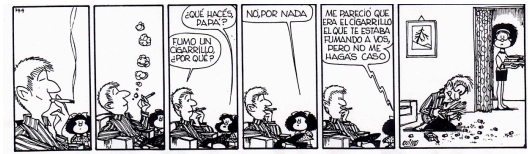 ¿QUÉ HACÉS,
PAPÁ?
FUMO UN
CIGARRILLO,
¿POR QUÉ?
NO, POR NADA
ME PARECIÓ QUE
ERA EL CIGARRILLO
EL QUE TE ESTABA
FUMANDO A VOS,
PERO NO ME
HAGÁS CASO